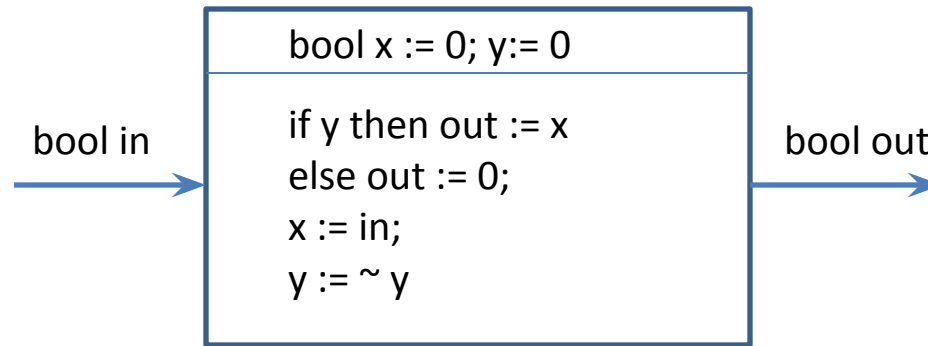 bool x := 0; y:= 0
if y then out := x
bool in
bool out
else out := 0;
x := in;
y := ~ y